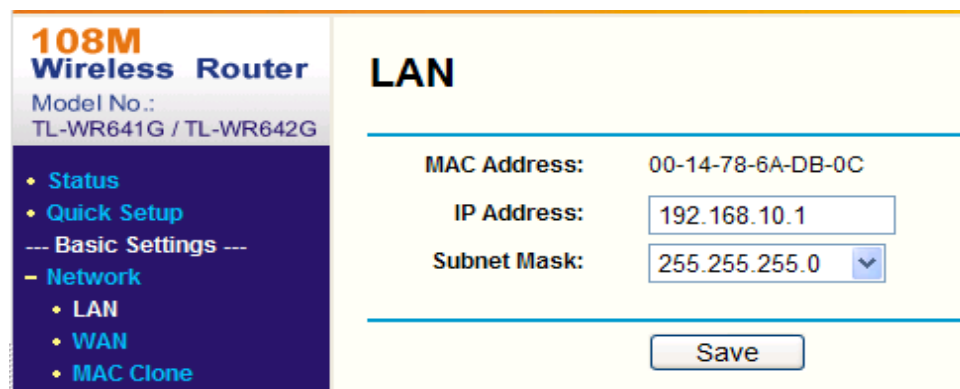 108M
Wireless Router
Model No.:
TL-WR641G / TL-WR642G
• Status
• Quick Setup
--- Basic Settings ---
– Network
• LAN
• WAN
• MAC Clone
LAN
MAC Address: 00-14-78-6A-DB-0C
IP Address: 192.168.10.1
Subnet Mask: 255.255.255.0
Save